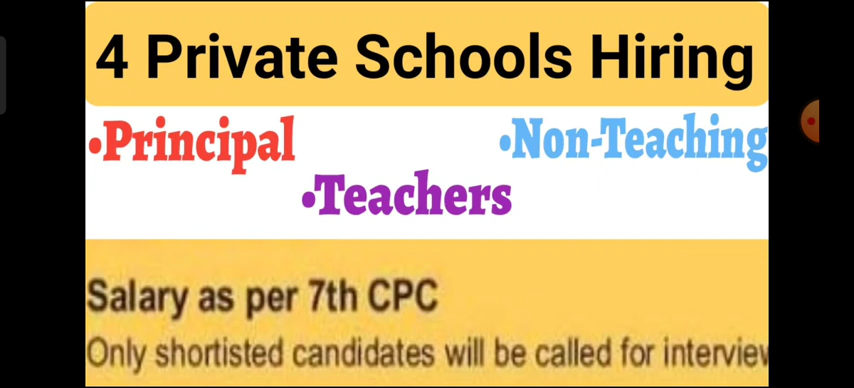 4 Private Schools Hiring
•Principal
•Non-Teaching
•Teachers
Salary as per 7th CPC
Only shortisted candidates will be called for interview